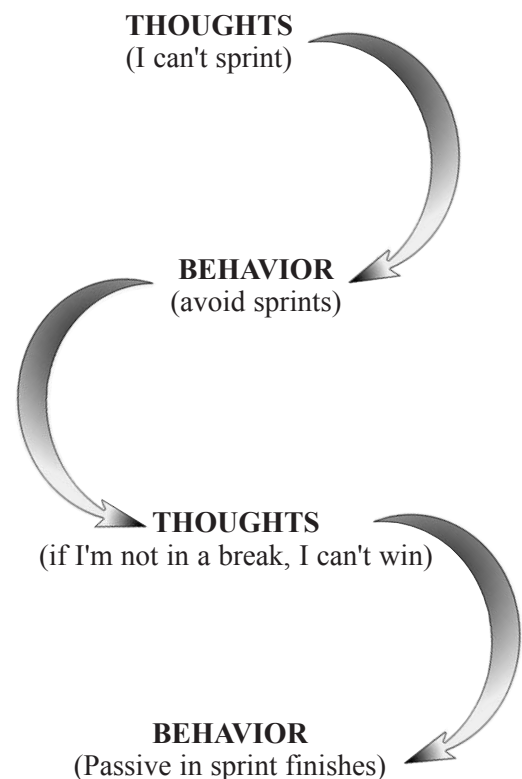 THOUGHTS
(I can't sprint)
BEHAVIOR
(avoid sprints)
THOUGHTS
(if I'm not in a break, I can't win)
BEHAVIOR
(Passive in sprint finishes)